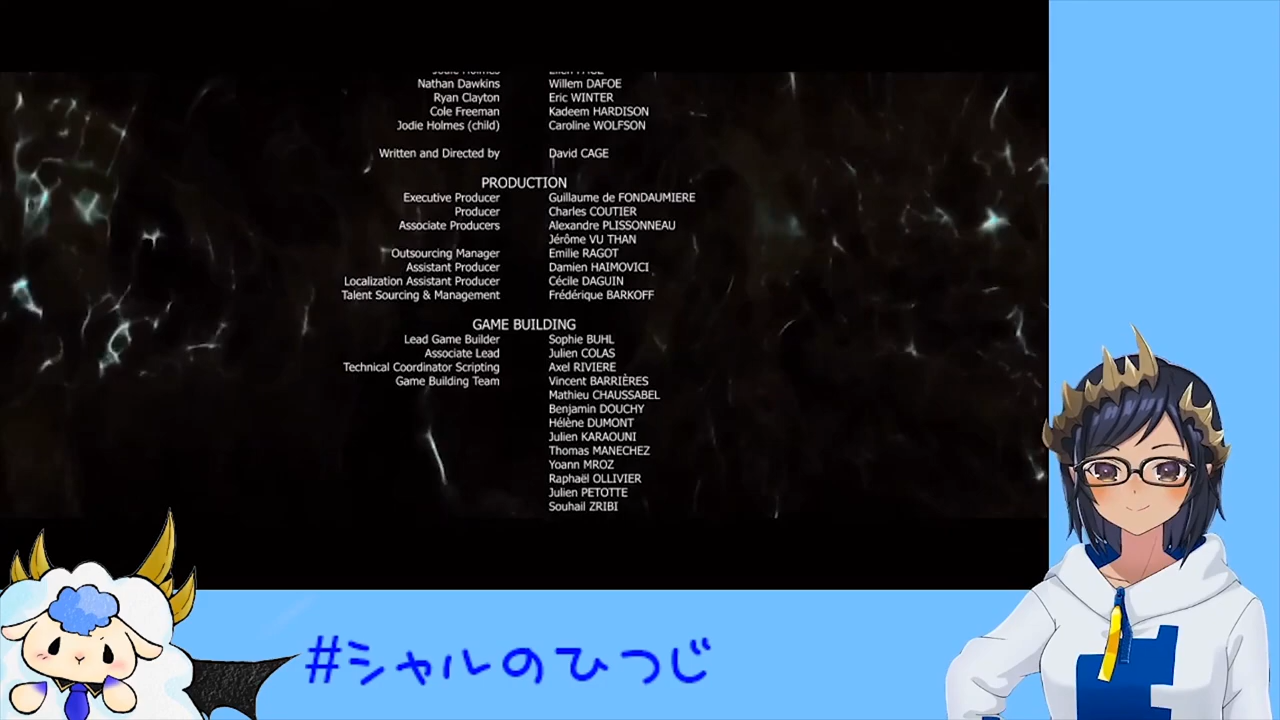 Nathan Dawkins Willem DAFOE
Ryan Clayton Eric WINTER
Cole Freeman Kadeem HARDISON
Jodie Holmes (child) Caroline WOLFSON
Written and Directed by David CAGE
PRODUCTION
Executive Producer Guillaume de FONDAUMIERE
Producer Charles COUTIER
Associate Producers Alexandre PLISSONNEAU
Jérôme VU THAN
Outsourcing Manager Emilie RAGOT
Assistant Producer Damien HAIMOVICI
Localization Assistant Producer Cécile DAGUIN
Talent Sourcing & Management Frédérique BARKOFF
GAME BUILDING
Lead Game Builder Sophie BUHL
Associate Lead Julien COLAS
Technical Coordinator Scripting Axel RIVIERE
Game Building Team Vincent BARRIÈRES
Mathieu CHAUSSABEL
Benjamin DOUCHY
Hélène DUMONT
Julien KARAOUNI
Thomas MANECHEZ
Yoann MROZ
Raphaël OLLIVIER
Julien PETOTTE
Souhail ZRIBI
#シャルのひつじ